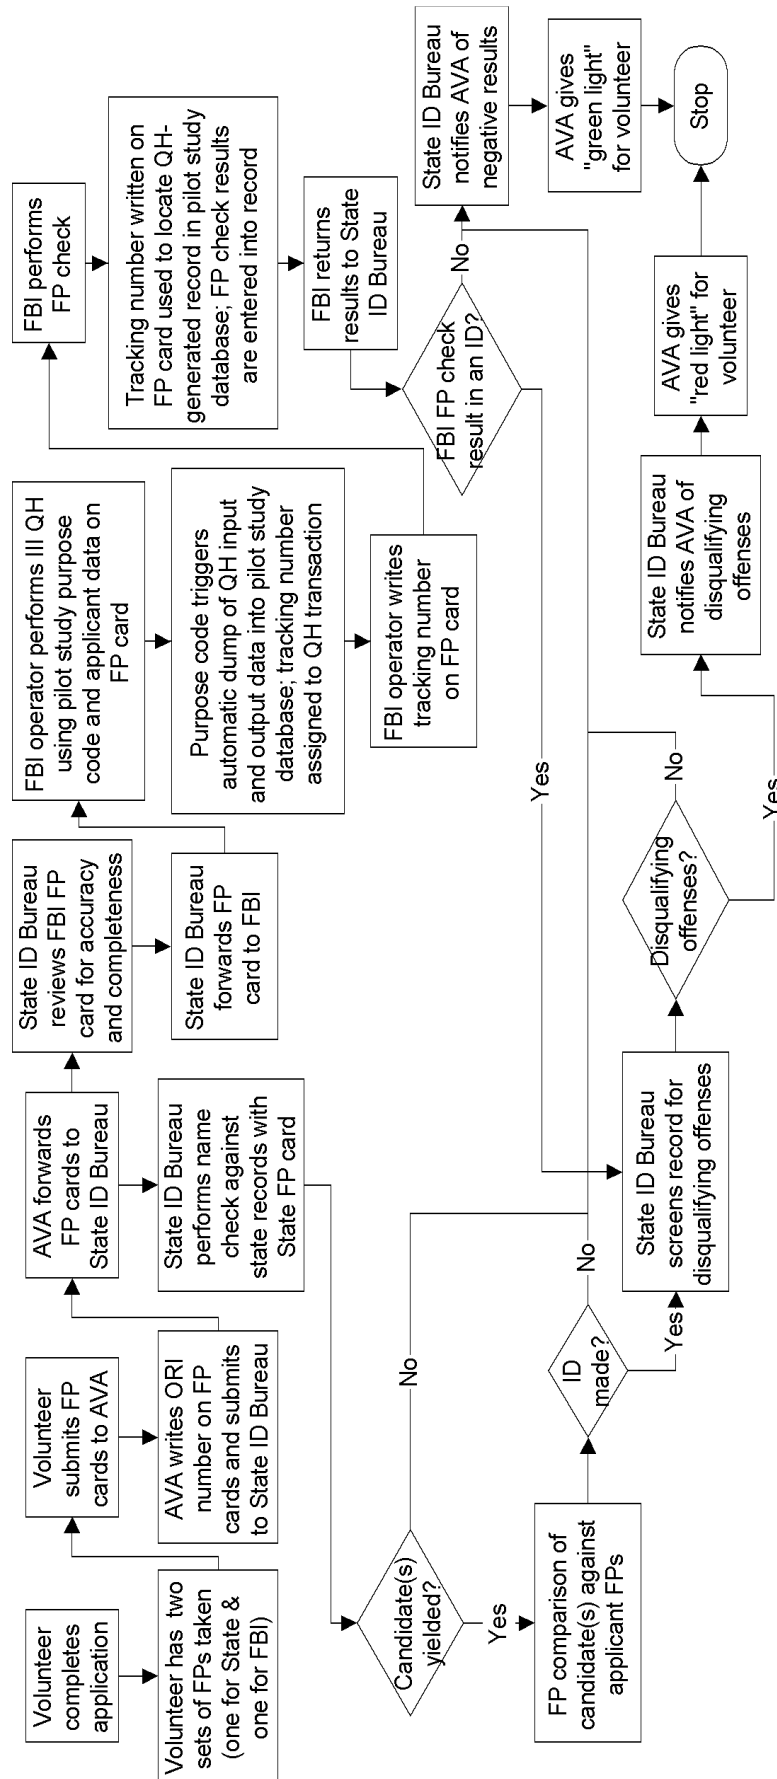 Volunteer
completes
application
Volunteer has two
sets of FPs taken
(one for State &
one for FBI)
Volunteer
submits FP
cards to AVA
AVA writes ORI
number on FP
cards and submits
to State ID Bureau
AVA forwards
FP cards to
State ID Bureau
State ID Bureau
performs name
check against
state records with
State FP card
State ID Bureau
reviews FBI FP
card for accuracy
and completeness
State ID Bureau
forwards FP
card to FBI
FBI operator performs III QH
using pilot study purpose
code and applicant data on
FP card
Purpose code triggers
automatic dump of QH input
and output data into pilot study
database; tracking number
assigned to QH transaction
FBI operator writes
tracking number
on FP card
FBI performs
FP check
Tracking number written on
FP card used to locate QH-
generated record in pilot study
database; FP check results
are entered into record
FBI returns
results to State
ID Bureau
FBI FP check
result in an ID?
No
Yes
State ID Bureau
notifies AVA of
negative results
AVA gives
"green light"
for volunteer
Stop
Candidate(s)
yielded?
No
Yes
FP comparison of
candidate(s) against
applicant FPs
ID
made?
No
Yes
State ID Bureau
screens record for
disqualifying offenses
Disqualifying
offenses?
No
Yes
State ID Bureau
notifies AVA of
disqualifying
offenses
AVA gives
"red light" for
volunteer